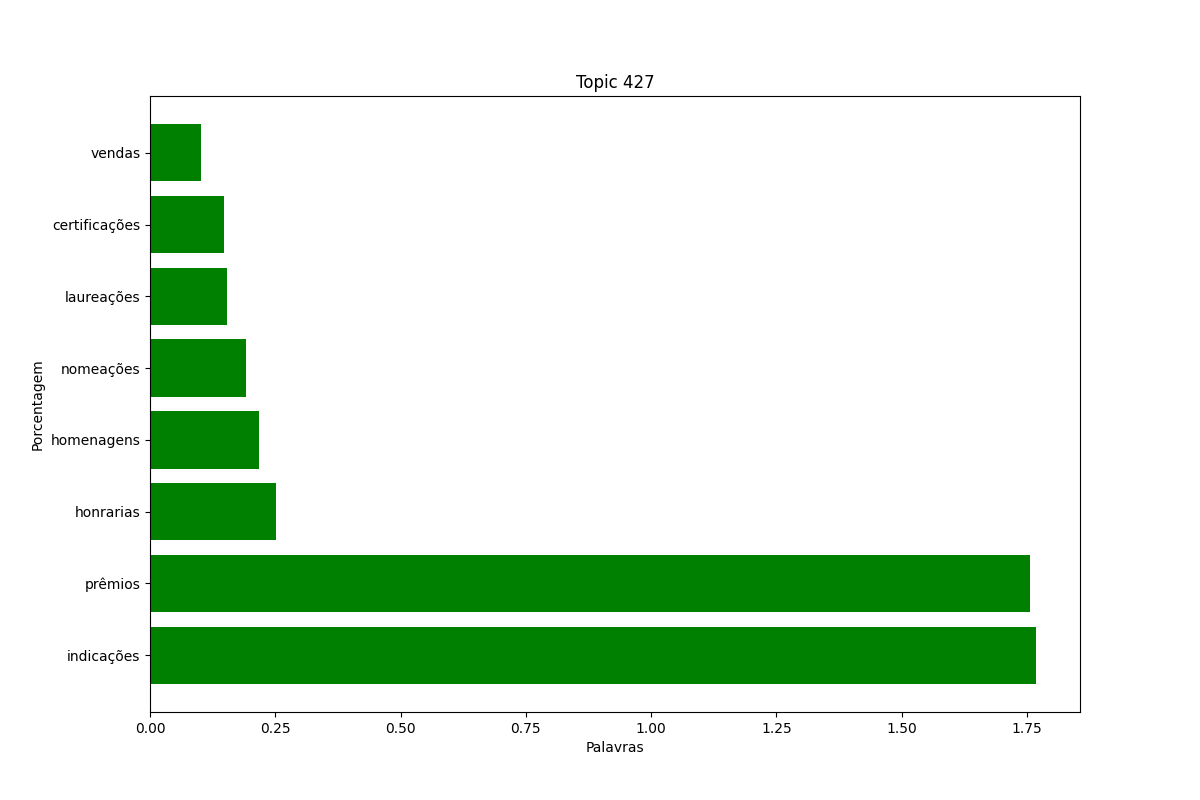 Topic 427
vendas
certificações
laureações
nomeações
homenagens
honrarias
prêmios
indicações
Porcentagem
0.00 0.25 0.50 0.75 1.00 1.25 1.50 1.75
Palavras